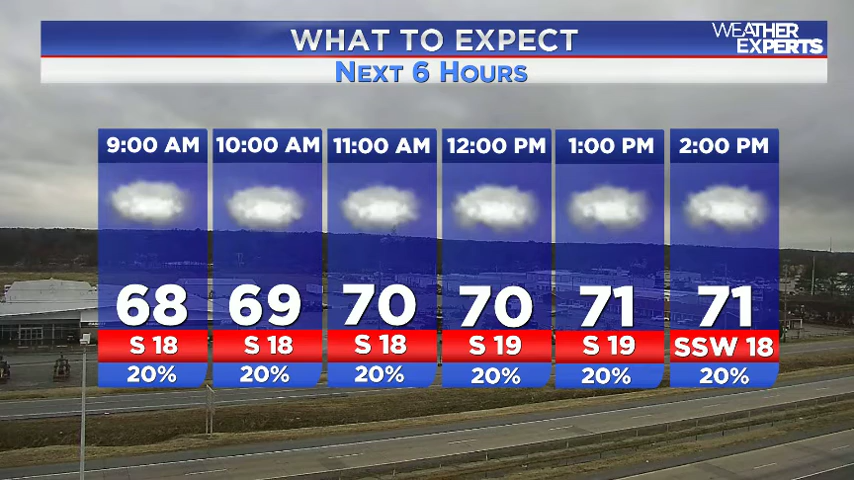 WHAT TO EXPECT
WEATHER
EXPERTS
NEXT 6 HOURS
9:00 AM 10:00 AM 11:00 AM 12:00 PM 1:00 PM 2:00 PM
68 69 70 70 71 71
S 18 S 18 S 18 S 19 S 19 SSW 18
20% 20% 20% 20% 20% 20%